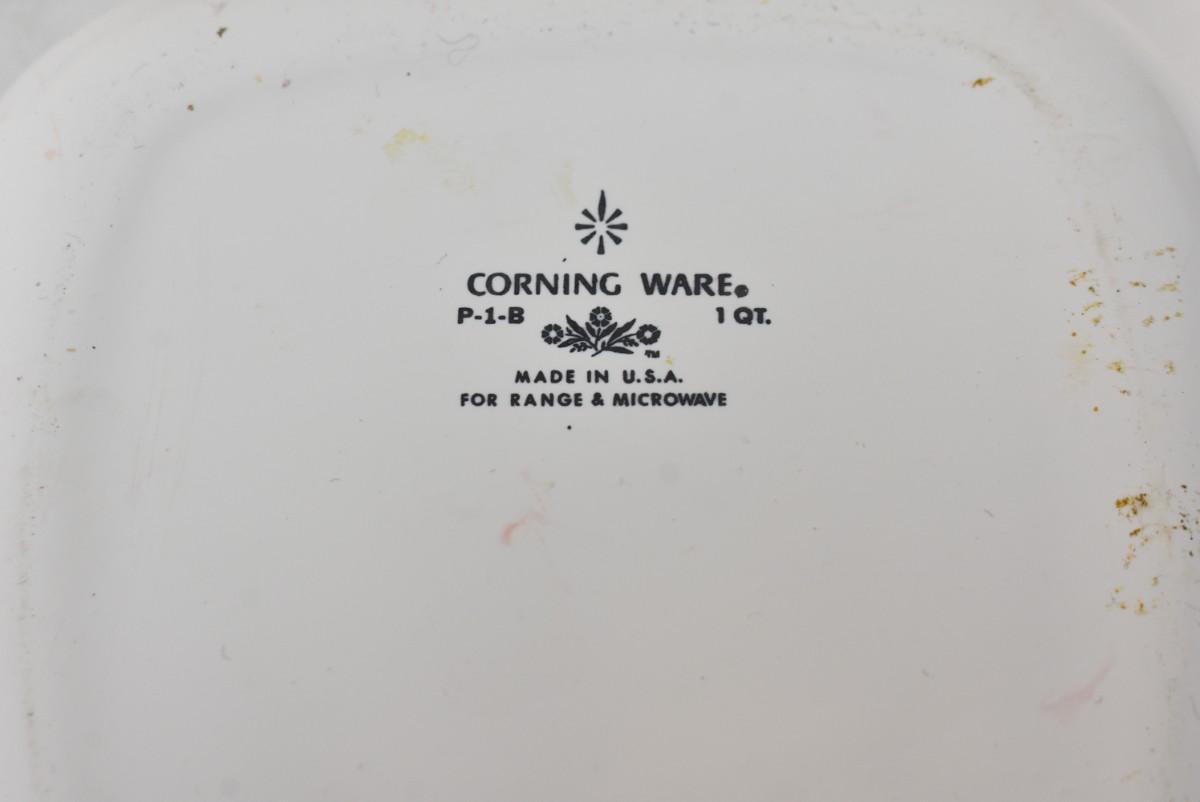 CORNING WARE®
P-1-B 1 QT.
TM
MADE IN U.S.A.
FOR RANGE & MICROWAVE